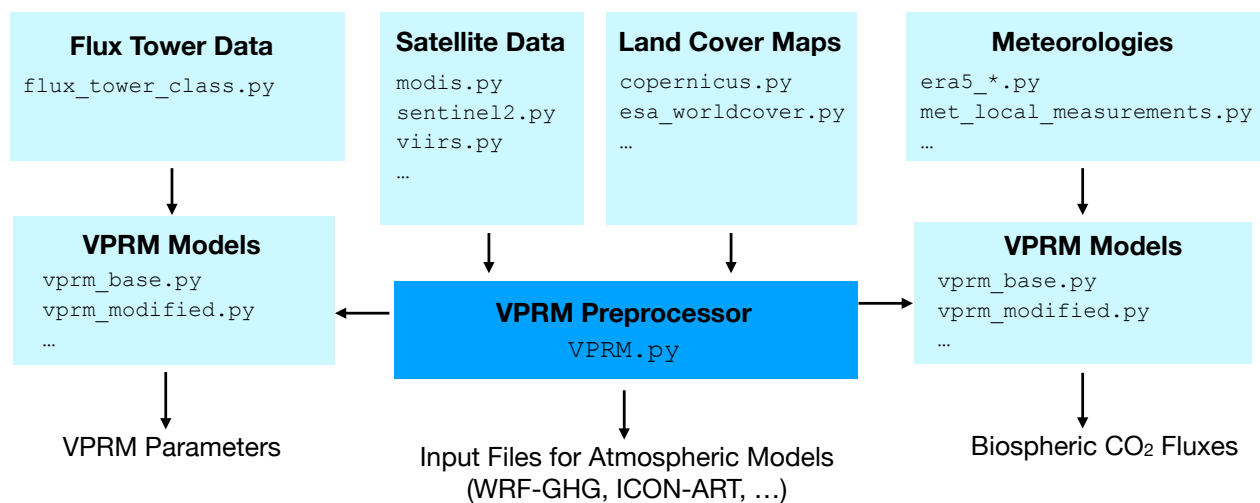 Flux Tower Data
flux_tower_class.py
Satellite Data
modis.py
sentinel2.py
viirs.py
…
Land Cover Maps
copernicus.py
esa_worldcover.py
…
Meteorologies
era5_*.py
met_local_measurements.py
…
VPRM Models
vprm_base.py
vprm_modified.py
…
VPRM Preprocessor
VPRM.py
VPRM Models
vprm_base.py
vprm_modified.py
…
VPRM Parameters
Input Files for Atmospheric Models
(WRF-GHG, ICON-ART, …)
Biospheric CO₂ Fluxes